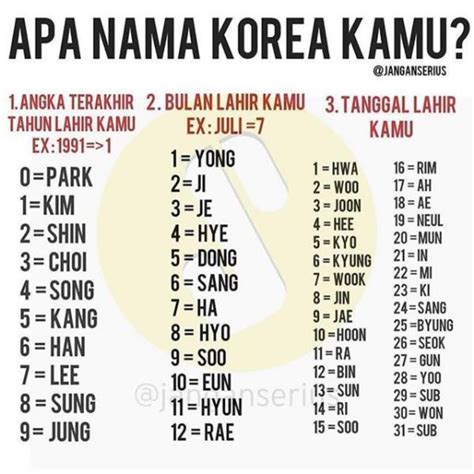 APA NAMA KOREA KAMU?
@JANGANSERIUS
1.ANGKA TERAKHIR
TAHUN LAHIR KAMU
EX:1991=>1
0=PARK
1=KIM
2=SHIN
3=CHOI
4=SONG
5=KANG
6=HAN
7=LEE
8=SUNG
9=JUNG
2. BULAN LAHIR KAMU
EX:JULI=7
1=YONG
2=JI
3=JE
4=HYE
5=DONG
6=SANG
7=HA
8=HYO
9=SOO
10=EUN
11=HYUN
12=RAE
3.TANGGAL LAHIR
KAMU
1=HWA
2=WOO
3=JOON
4=HEE
5=KYO
6=KYUNG
7=WOOK
8=JIN
9=JAE
10=HOON
11=RA
12=BIN
13=SUN
14=RI
15=SOO
16=RIM
17=AH
18=AE
19=NEUL
20=MUN
21=IN
22=MI
23=KI
24=SANG
25=BYUNG
26=SEOK
27=GUN
28=YOO
29=SUB
30=WON
31=SUB
@janganserius